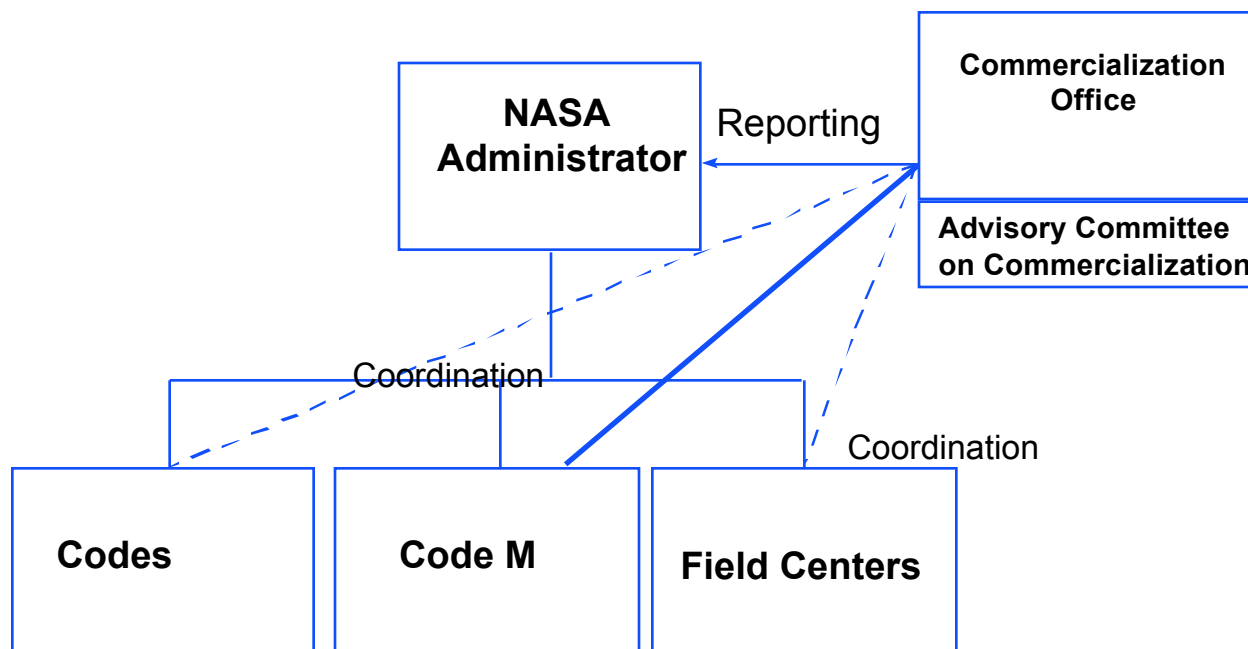 Commercialization
Office
NASA
Administrator
Reporting
Advisory Committee
on Commercialization
Coordination
Coordination
Codes
Code M
Field Centers